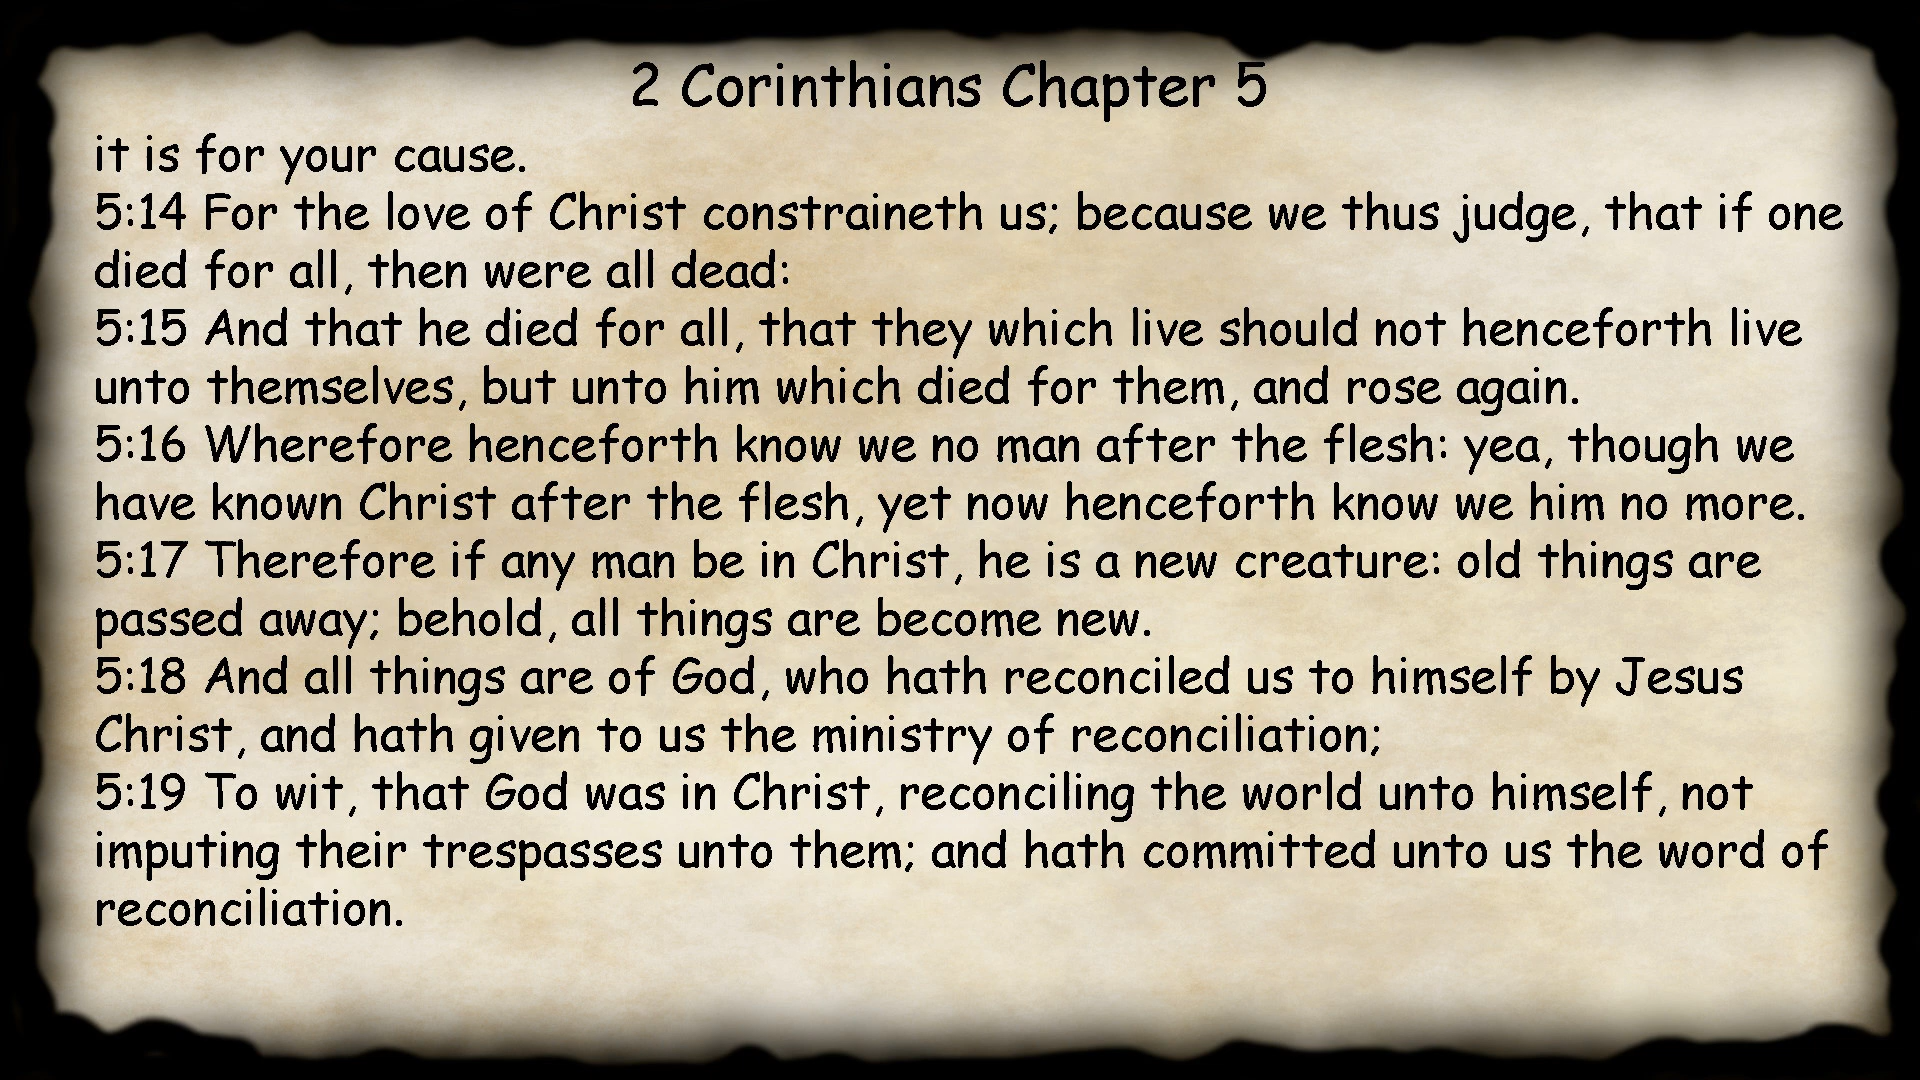 2 Corinthians Chapter 5
it is for your cause.
5:14 For the love of Christ constraineth us; because we thus judge, that if one
died for all, then were all dead:
5:15 And that he died for all, that they which live should not henceforth live
unto themselves, but unto him which died for them, and rose again.
5:16 Wherefore henceforth know we no man after the flesh: yea, though we
have known Christ after the flesh, yet now henceforth know we him no more.
5:17 Therefore if any man be in Christ, he is a new creature: old things are
passed away; behold, all things are become new.
5:18 And all things are of God, who hath reconciled us to himself by Jesus
Christ, and hath given to us the ministry of reconciliation;
5:19 To wit, that God was in Christ, reconciling the world unto himself, not
imputing their trespasses unto them; and hath committed unto us the word of
reconciliation.